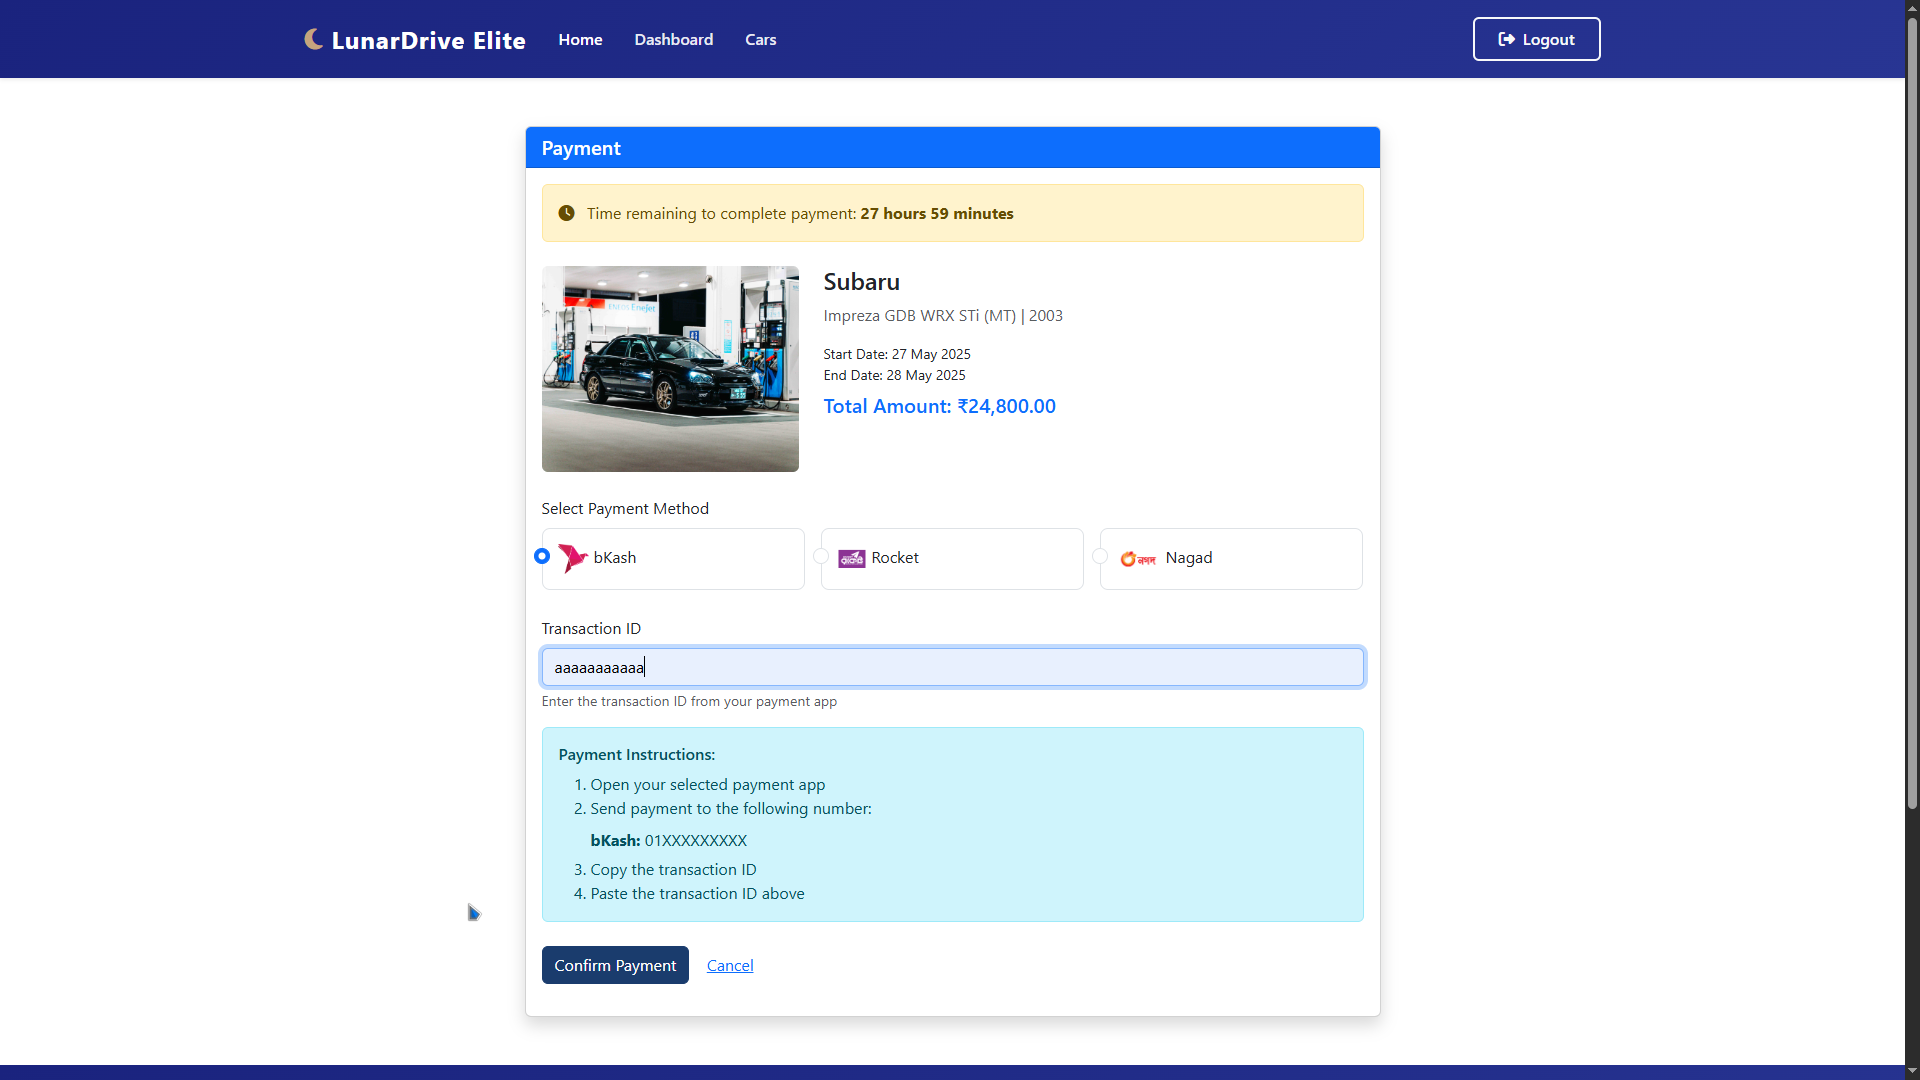 LunarDrive Elite
Home
Dashboard
Cars
Logout
Payment
Time remaining to complete payment: 27 hours 59 minutes
Subaru
Impreza GDB WRX STi (MT) | 2003
Start Date: 27 May 2025
End Date: 28 May 2025
Total Amount: ₹24,800.00
Select Payment Method
bKash
Rocket
নগদ
Nagad
Transaction ID
aaaaaaaaaaa
Enter the transaction ID from your payment app
Payment Instructions:
1. Open your selected payment app
2. Send payment to the following number:
bKash: 01XXXXXXXXX
3. Copy the transaction ID
4. Paste the transaction ID above
Confirm Payment
Cancel